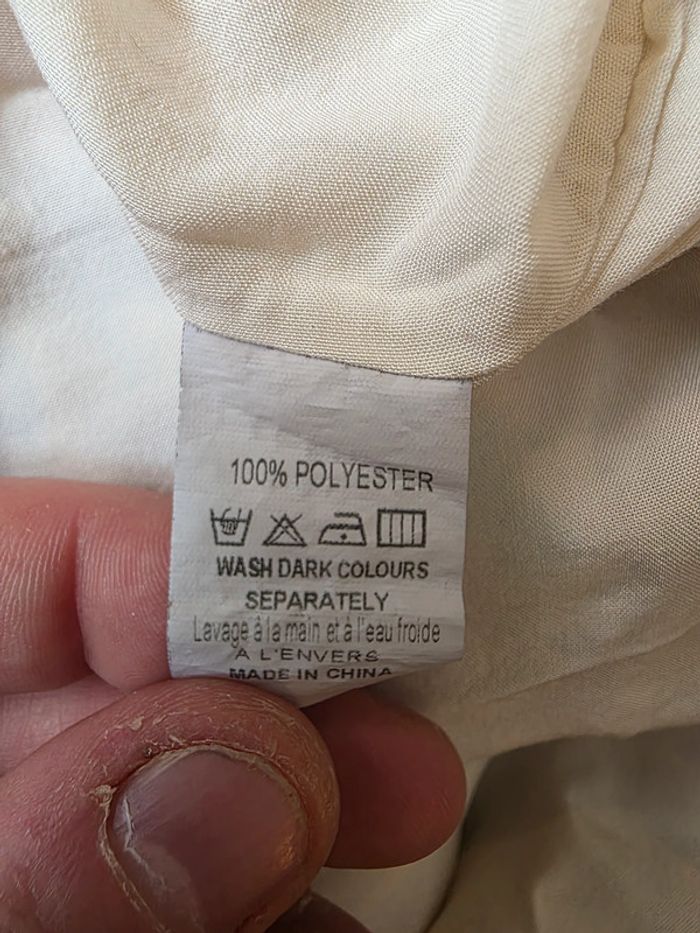 100% POLYESTER
WASH DARK COLOURS
SEPARATELY
Lavage à la main et à l'eau froide
A L'ENVERS
MADE IN CHINA